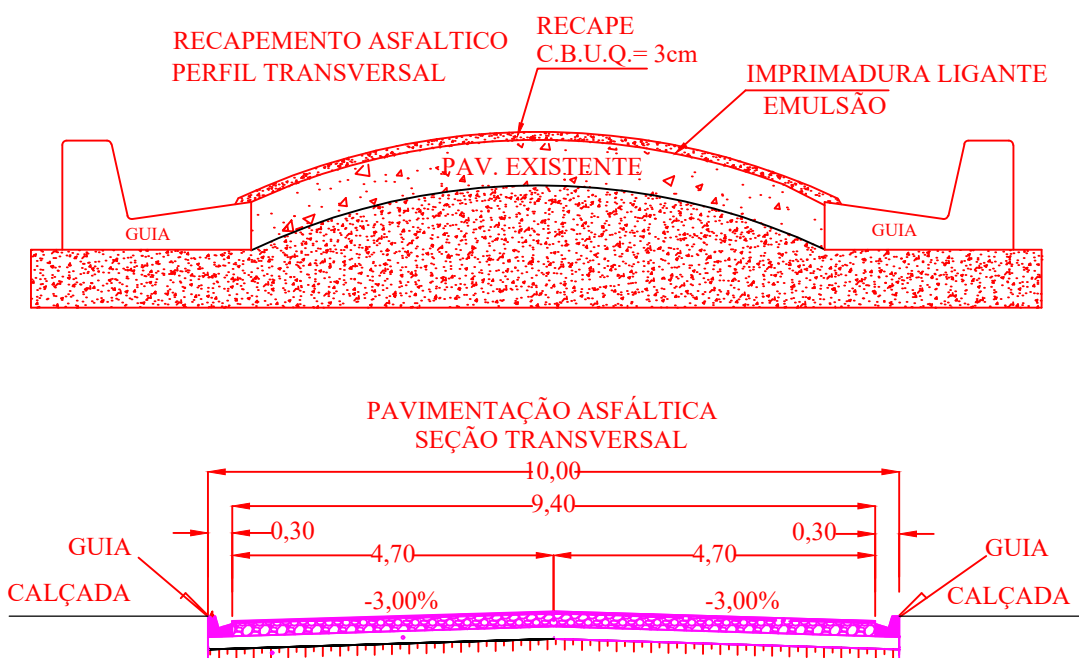 RECAPEMENTO ASFALTICO
PERFIL TRANSVERSAL
RECAPE
C.B.U.Q.= 3cm
IMPRIMADURA LIGANTE
EMULSÃO
PAV. EXISTENTE
GUIA
GUIA
PAVIMENTAÇÃO ASFÁLTICA
SEÇÃO TRANSVERSAL
10,00
9,40
0,30
0,30
4,70
4,70
GUIA
GUIA
CALÇADA
-3,00%
-3,00%
CALÇADA